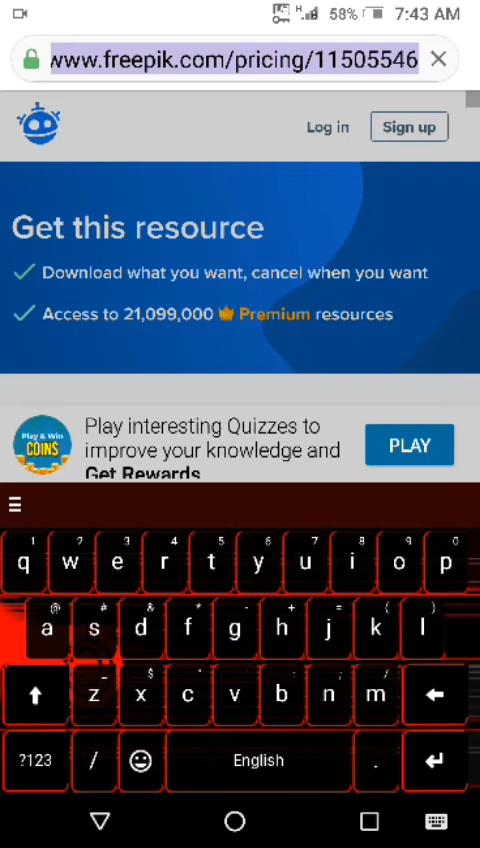 H 58% 7:43 AM
www.freepik.com/pricing/11505546
Log in Sign up
Get this resource
Download what you want, cancel when you want
Access to 21,099,000 Premium resources
Play & Win
COINS
Play interesting Quizzes to
improve your knowledge and
Get Rewards
PLAY
1 2 3 4 5 6 7 8 9 0
q w e r t y u i o p
@ # & * - + = ( )
a s d f g h j k l
_ $ " ' : ; /
z x c v b n m
?123 / English .